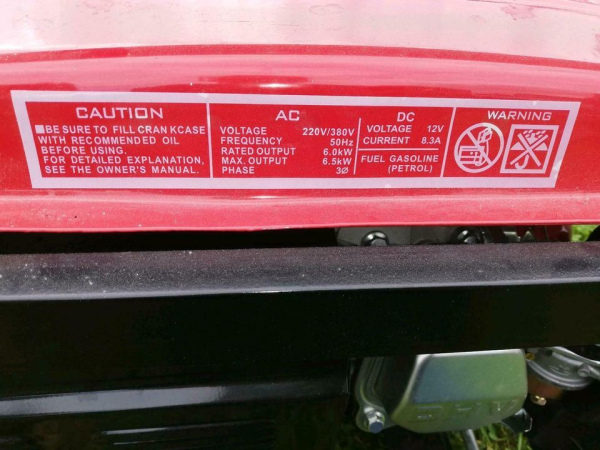 CAUTION
■BE SURE TO FILL CRANKCASE
WITH RECOMMENDED OIL
BEFORE USING.
FOR DETAILED EXPLANATION,
SEE THE OWNER'S MANUAL.
AC
VOLTAGE 220V/380V
FREQUENCY 50Hz
RATED OUTPUT 6.0kW
MAX. OUTPUT 6.5kW
PHASE 3Ø
DC
VOLTAGE 12V
CURRENT 8.3A
FUEL GASOLINE
(PETROL)
WARNING